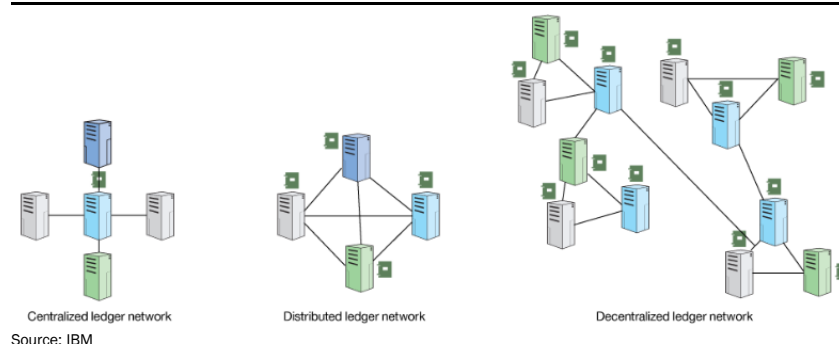 Centralized ledger network
Distributed ledger network
Decentralized ledger network
Source: IBM